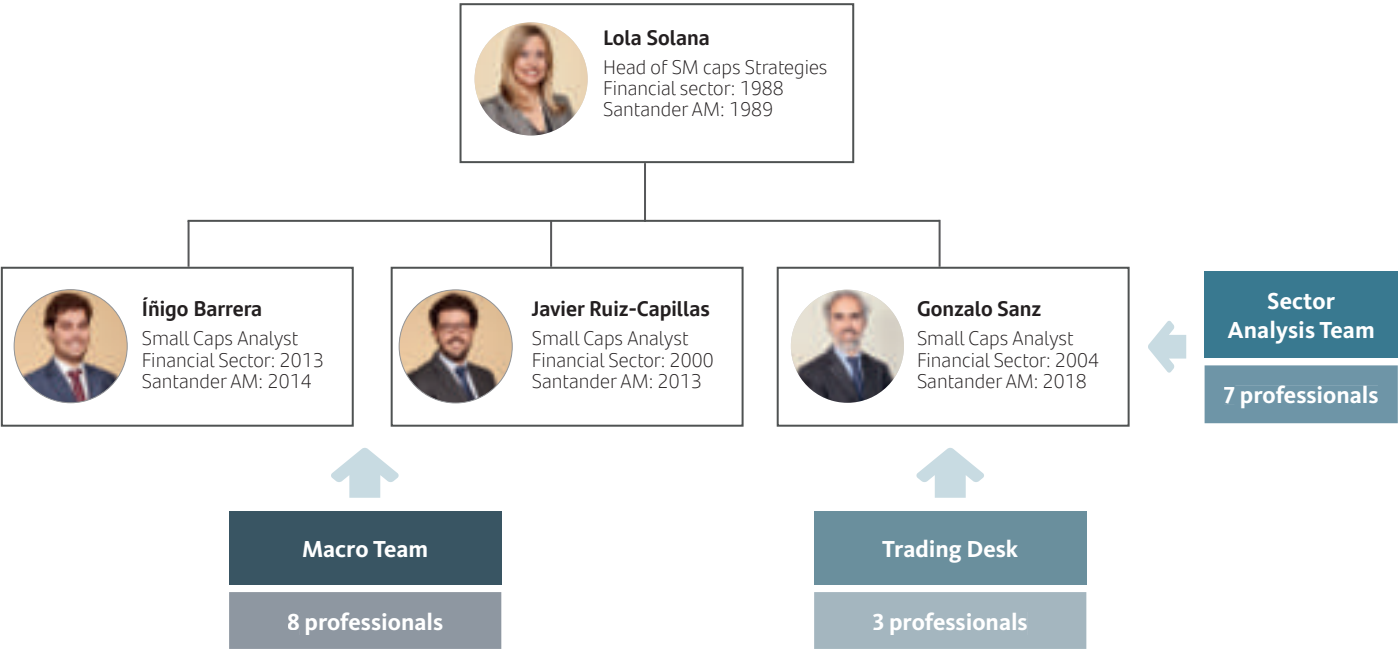 Lola Solana
Head of SM caps Strategies
Financial sector: 1988
Santander AM: 1989
Íñigo Barrera
Small Caps Analyst
Financial Sector: 2013
Santander AM: 2014
Javier Ruiz-Capillas
Small Caps Analyst
Financial Sector: 2000
Santander AM: 2013
Gonzalo Sanz
Small Caps Analyst
Financial Sector: 2004
Santander AM: 2018
Sector
Analysis Team
7 professionals
Macro Team
8 professionals
Trading Desk
3 professionals